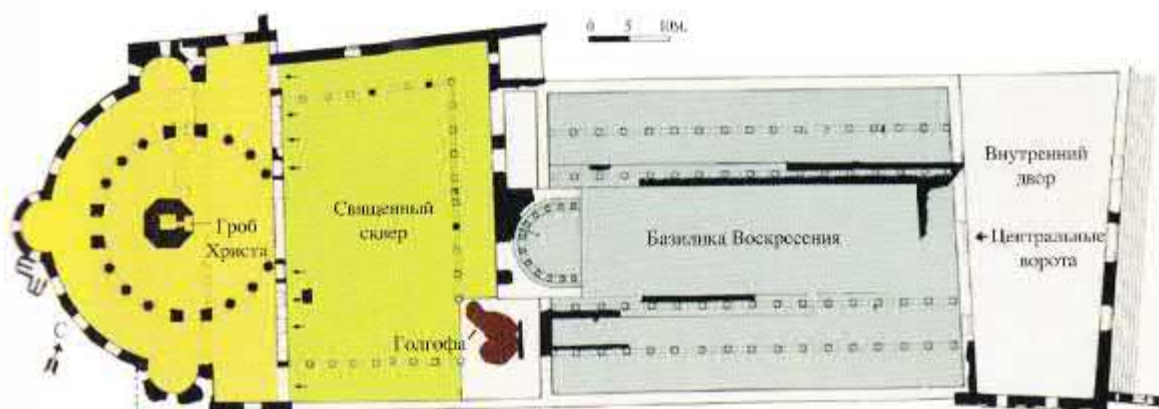 0 5 10м.
Внутренний
двор
Гроб
Христа
Священный
сквер
Базилика Воскресения
Центральные
ворота
Голгофа
С